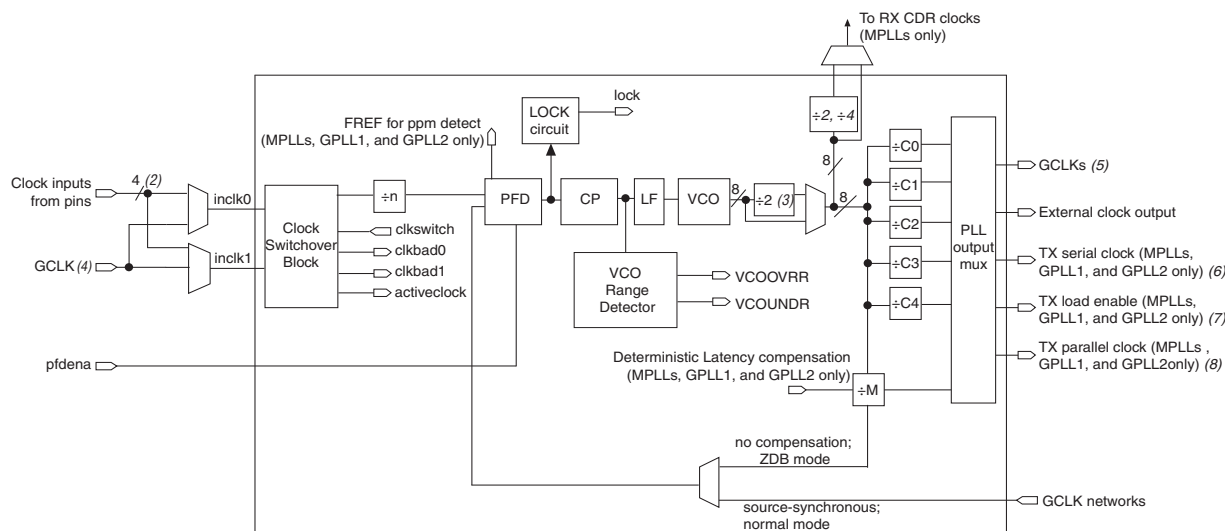 To RX CDR clocks
(MPLLs only)
lock
LOCK
circuit
÷2, ÷4
FREF for ppm detect
(MPLLs, GPLL1, and GPLL2 only)
8
÷C0
GCLKs (5)
4 (2)
Clock inputs
from pins
inclk0
÷n
PFD
CP
LF
VCO
8
÷2 (3)
8
÷C1
External clock output
Clock
Switchover
Block
clkswitch
clkbad0
clkbad1
activeclock
÷C2
PLL
output
mux
GCLK (4)
inclk1
VCO
Range
Detector
VCOOVRR
VCOUNDR
÷C3
TX serial clock (MPLLs,
GPLL1, and GPLL2 only) (6)
÷C4
TX load enable (MPLLs,
GPLL1, and GPLL2 only) (7)
pfdena
Deterministic Latency compensation
(MPLLs, GPLL1, and GPLL2 only)
÷M
TX parallel clock (MPLLs ,
GPLL1, and GPLL2only) (8)
no compensation;
ZDB mode
source-synchronous;
normal mode
GCLK networks